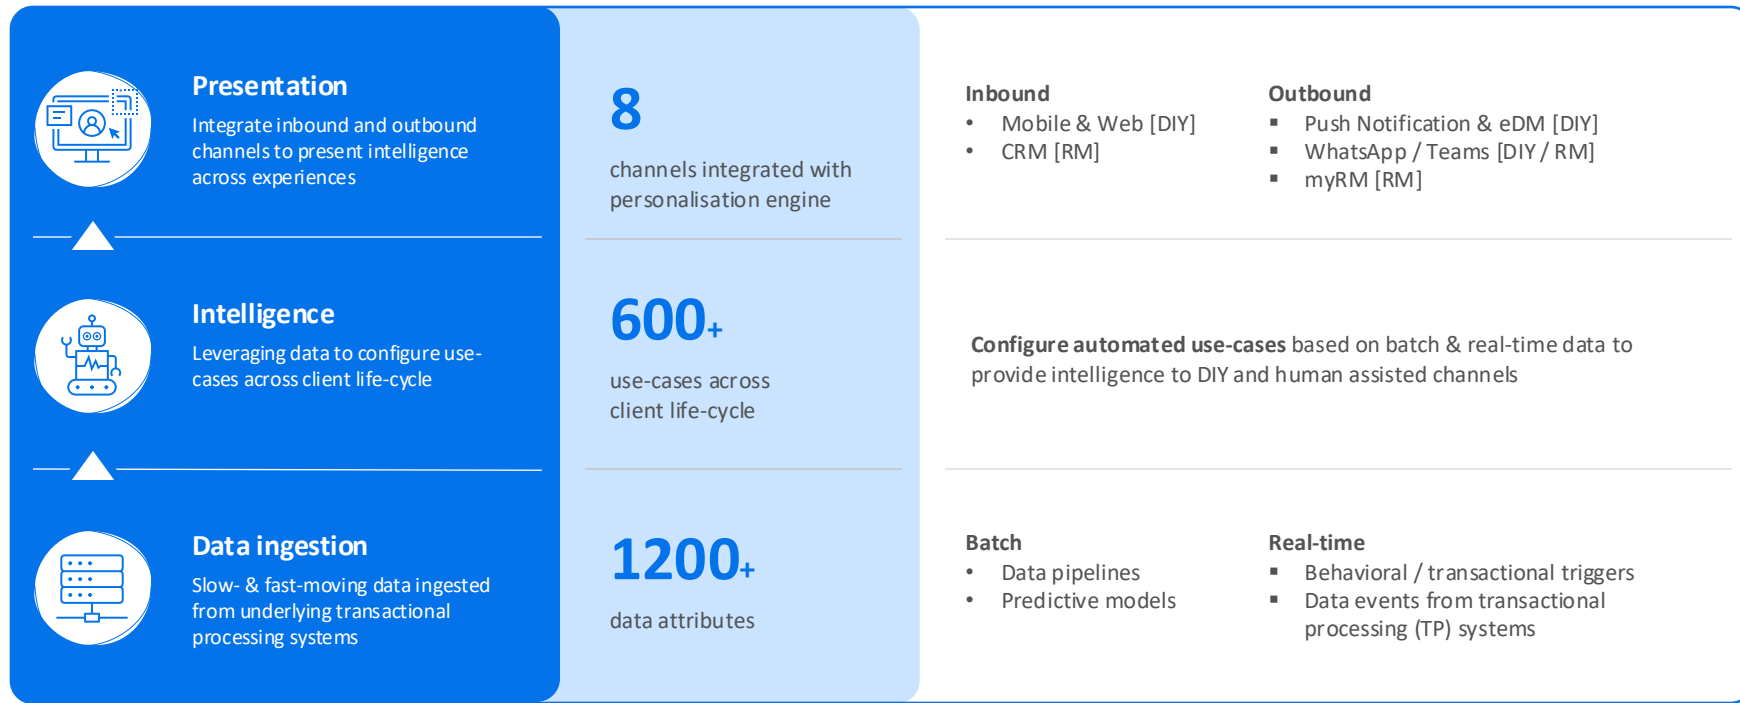 Presentation
Integrate inbound and outbound
channels to present intelligence
across experiences
8
channels integrated with
personalisation engine
Inbound
• Mobile & Web [DIY]
• CRM [RM]
Outbound
▪ Push Notification & eDM [DIY]
▪ WhatsApp / Teams [DIY / RM]
▪ myRM [RM]
Intelligence
Leveraging data to configure use-
cases across client life-cycle
600+
use-cases across
client life-cycle
Configure automated use-cases based on batch & real-time data to
provide intelligence to DIY and human assisted channels
Data ingestion
Slow- & fast-moving data ingested
from underlying transactional
processing systems
1200+
data attributes
Batch
• Data pipelines
• Predictive models
Real-time
▪ Behavioral / transactional triggers
▪ Data events from transactional
processing (TP) systems